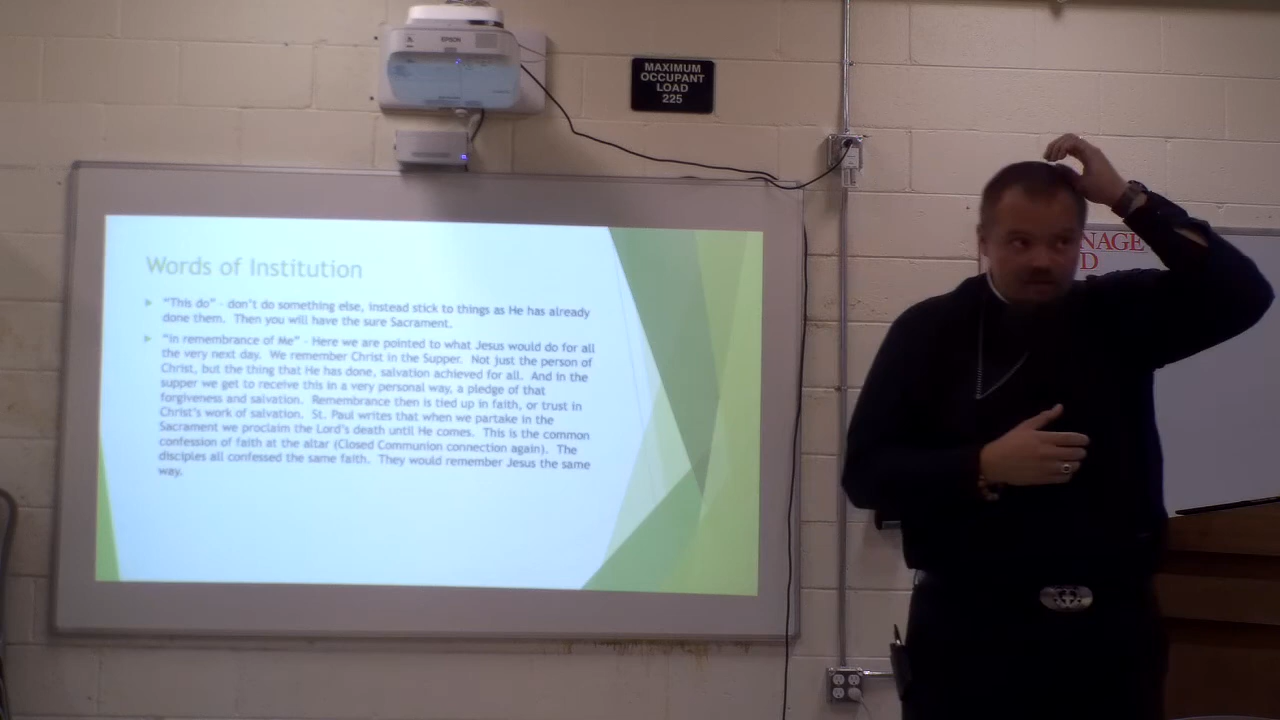 EPSON
MAXIMUM
OCCUPANT
LOAD
225
NAGE
D
Words of Institution
"This do" - don't do something else, instead stick to things as He has already
done them. Then you will have the sure Sacrament.
"in remembrance of Me" - Here we are pointed to what Jesus would do for all
the very next day. We remember Christ in the Supper. Not just the person of
Christ, but the thing that He has done, salvation achieved for all. And in the
supper we get to receive this in a very personal way, a pledge of that
forgiveness and salvation. Remembrance then is tied up in faith, or trust in
Christ's work of salvation. St. Paul writes that when we partake in the
Sacrament we proclaim the Lord's death until He comes. This is the common
confession of faith at the altar (Closed Communion connection again). The
disciples all confessed the same faith. They would remember Jesus the same
way.